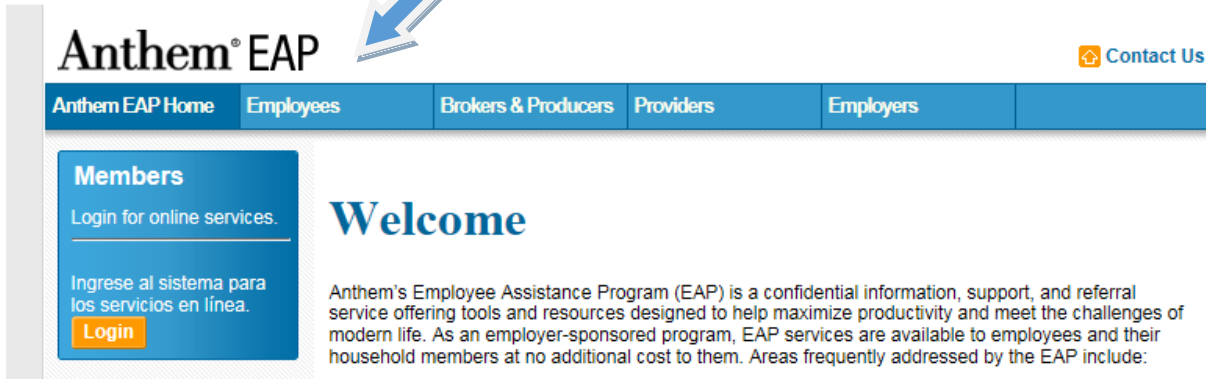 Anthem® EAP
Contact Us
Anthem EAP Home Employees Brokers & Producers Providers Employers
Members
Login for online services.
Ingrese al sistema para
los servicios en línea.
Login
Welcome
Anthem's Employee Assistance Program (EAP) is a confidential information, support, and referral
service offering tools and resources designed to help maximize productivity and meet the challenges of
modern life. As an employer-sponsored program, EAP services are available to employees and their
household members at no additional cost to them. Areas frequently addressed by the EAP include: